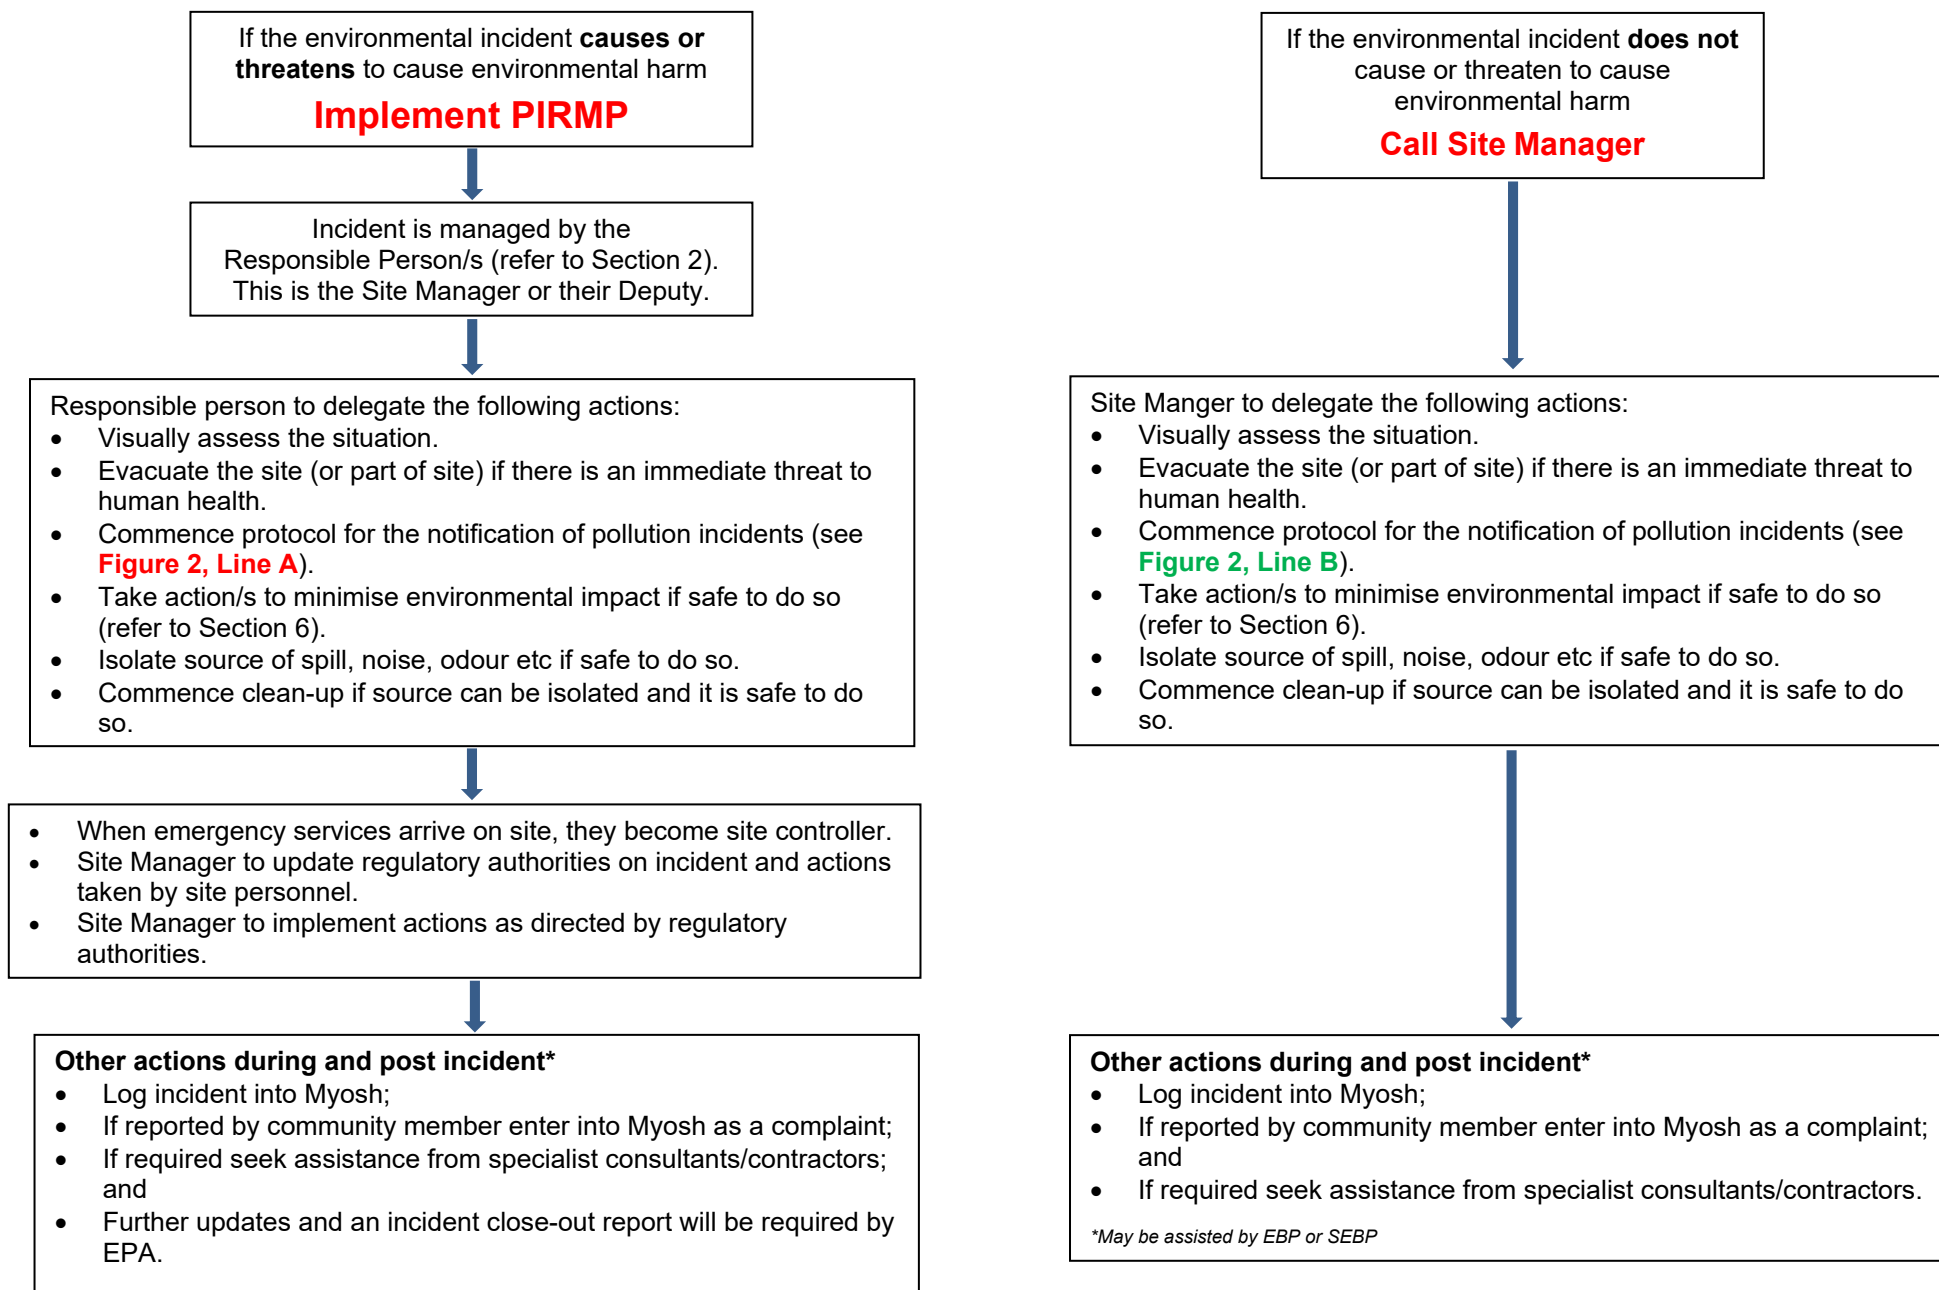 If the environmental incident causes or
threatens to cause environmental harm
Implement PIRMP
Incident is managed by the
Responsible Person/s (refer to Section 2).
This is the Site Manager or their Deputy.
Responsible person to delegate the following actions:
• Visually assess the situation.
• Evacuate the site (or part of site) if there is an immediate threat to
human health.
• Commence protocol for the notification of pollution incidents (see
Figure 2, Line A).
• Take action/s to minimise environmental impact if safe to do so
(refer to Section 6).
• Isolate source of spill, noise, odour etc if safe to do so.
• Commence clean-up if source can be isolated and it is safe to do
so.
• When emergency services arrive on site, they become site controller.
• Site Manager to update regulatory authorities on incident and actions
taken by site personnel.
• Site Manager to implement actions as directed by regulatory
authorities.
Other actions during and post incident*
• Log incident into Myosh;
• If reported by community member enter into Myosh as a complaint;
• If required seek assistance from specialist consultants/contractors;
and
• Further updates and an incident close-out report will be required by
EPA.
If the environmental incident does not
cause or threaten to cause
environmental harm
Call Site Manager
Site Manger to delegate the following actions:
• Visually assess the situation.
• Evacuate the site (or part of site) if there is an immediate threat to
human health.
• Commence protocol for the notification of pollution incidents (see
Figure 2, Line B).
• Take action/s to minimise environmental impact if safe to do so
(refer to Section 6).
• Isolate source of spill, noise, odour etc if safe to do so.
• Commence clean-up if source can be isolated and it is safe to do
so.
Other actions during and post incident*
• Log incident into Myosh;
• If reported by community member enter into Myosh as a complaint;
and
• If required seek assistance from specialist consultants/contractors.
*May be assisted by EBP or SEBP